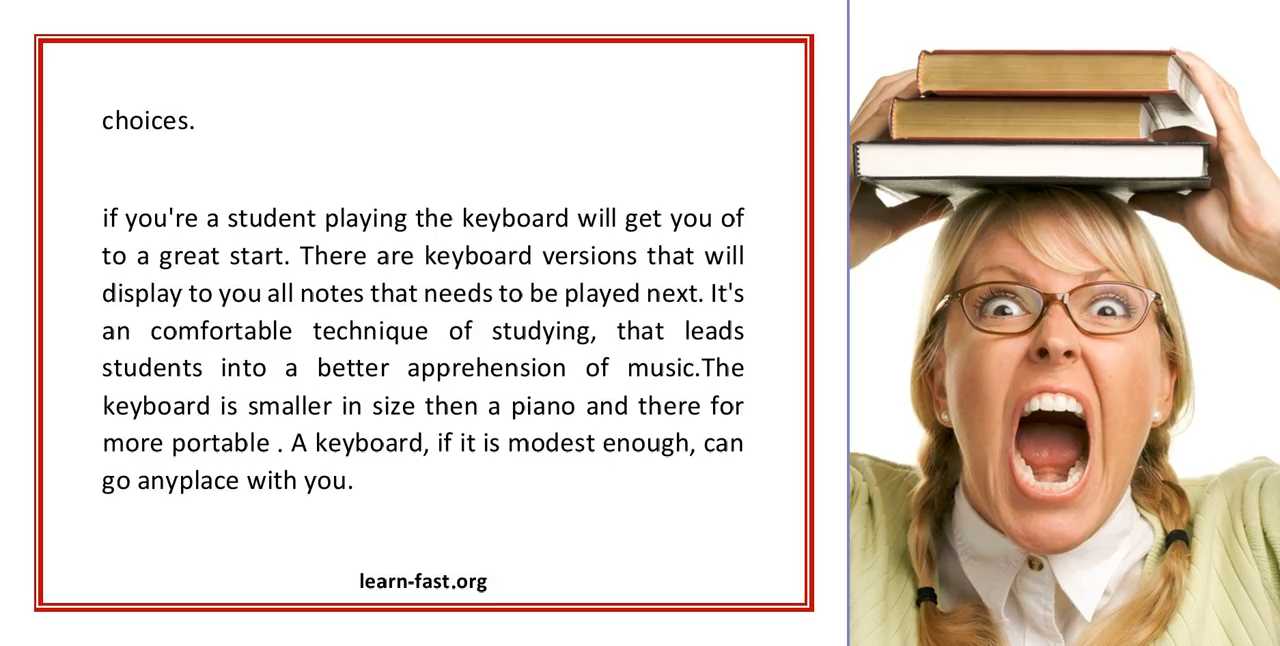 choices.
if you're a student playing the keyboard will get you of
to a great start. There are keyboard versions that will
display to you all notes that needs to be played next. It's
an comfortable technique of studying, that leads
students into a better apprehension of music.The
keyboard is smaller in size then a piano and there for
more portable . A keyboard, if it is modest enough, can
go anyplace with you.
learn-fast.org